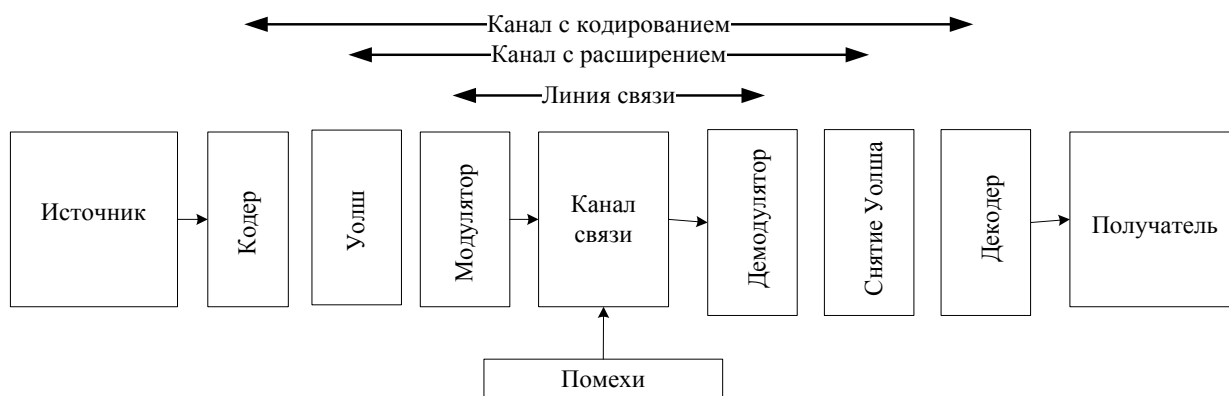 Канал с кодированием
Канал с расширением
Линия связи
Источник
Кодер
Уолш
Модулятор
Канал
связи
Демодулятор
Снятие Уолша
Декодер
Получатель
Помехи